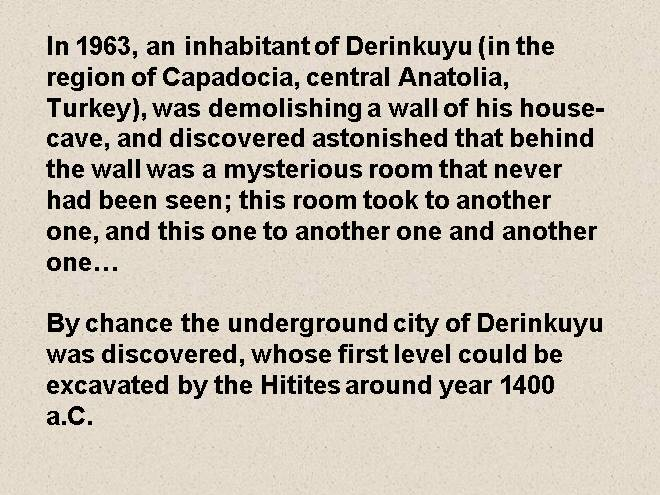 In 1963, an inhabitant of Derinkuyu (in the
region of Capadocia, central Anatolia,
Turkey), was demolishing a wall of his house-
cave, and discovered astonished that behind
the wall was a mysterious room that never
had been seen; this room took to another
one, and this one to another one and another
one…
By chance the underground city of Derinkuyu
was discovered, whose first level could be
excavated by the Hitites around year 1400
a.C.